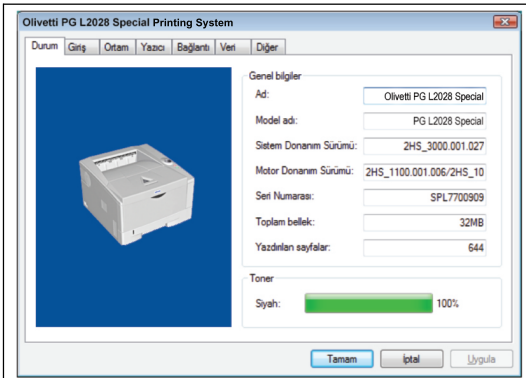 Olivetti PG L2028 Special Printing System
Durum Giriş Ortam Yazıcı Bağlantı Veri Diğer
Genel bilgiler
Ad: Olivetti PG L2028 Special
Model adı: PG L2028 Special
Sistem Donanım Sürümü: 2HS_3000.001.027
Motor Donanım Sürümü: 2HS_1100.001.006/2HS_10
Seri Numarası: SPL7700909
Toplam bellek: 32MB
Yazdırılan sayfalar: 644
Toner
Siyah: 100%
Tamam İptal Uygula